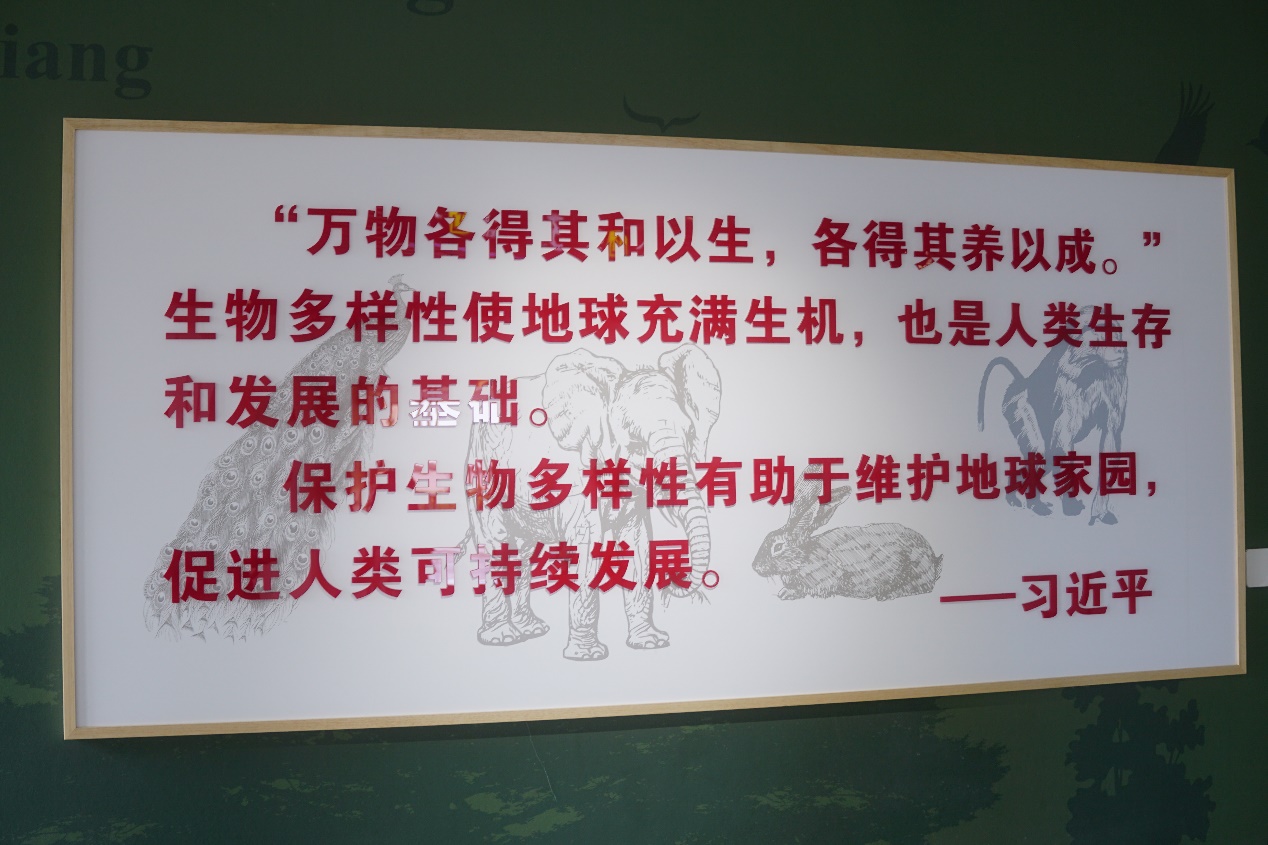 iang
“万物各得其和以生，各得其养以成。”
生物多样性使地球充满生机，也是人类生存
和发展的基础。
保护生物多样性有助于维护地球家园，
促进人类可持续发展。
——习近平